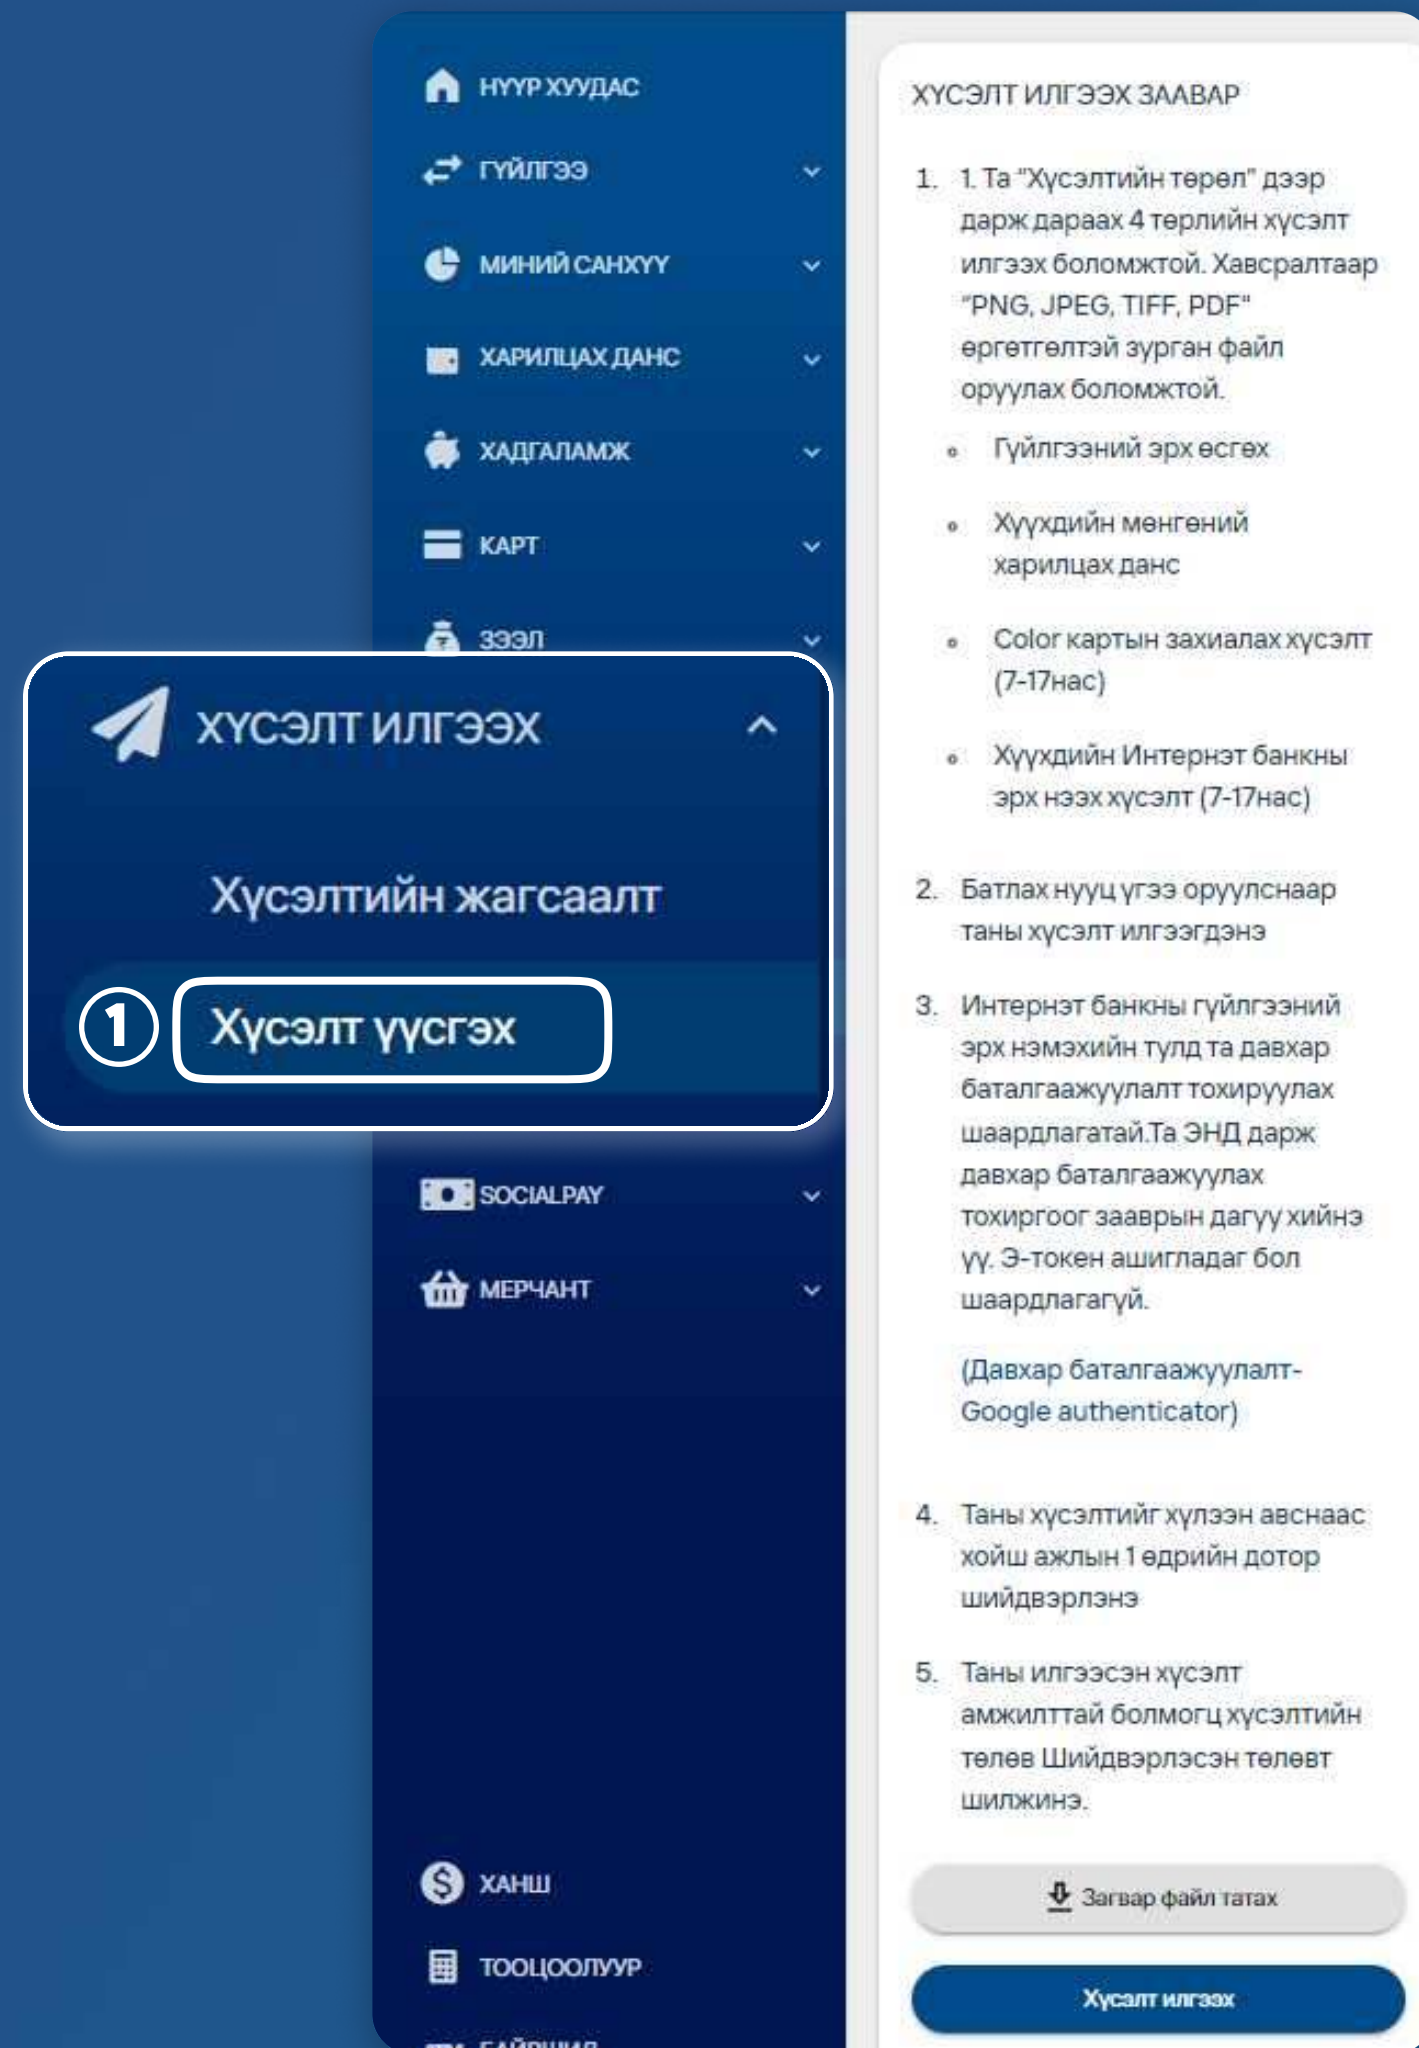 НҮҮР ХУУДАС
ГҮЙЛГЭЭ
МИНИЙ САНХҮҮ
ХАРИЛЦАХ ДАНС
ХАДГАЛАМЖ
КАРТ
ЗЭЭЛ
ХҮСЭЛТ ИЛГЭЭХ
Хүсэлтийн жагсаалт
1 Хүсэлт үүсгэх
SOCIALPAY
МЕРЧАНТ
ХАНШ
ТООЦООЛУУР
ХҮСЭЛТ ИЛГЭЭХ ЗААВАР
1. 1. Та "Хүсэлтийн төрөл" дээр
дарж дараах 4 төрлийн хүсэлт
илгээх боломжтой. Хавсралтаар
"PNG, JPEG, TIFF, PDF"
өргөтгөлтэй зурган файл
оруулах боломжтой.
Гүйлгээний эрх өсгөх
Хүүхдийн мөнгөний
харилцах данс
Color картын захиалах хүсэлт
(7-17нас)
Хүүхдийн Интернэт банкны
эрх нээх хүсэлт (7-17нас)
2. Батлах нууц үгээ оруулснаар
таны хүсэлт илгээгдэнэ
3. Интернэт банкны гүйлгээний
эрх нэмэхийн тулд та давхар
баталгаажуулалт тохируулах
шаардлагатай.Та ЭНД дарж
давхар баталгаажуулах
тохиргоог зааврын дагуу хийнэ
үү. Э-токен ашигладаг бол
шаардлагагүй.
(Давхар баталгаажуулалт-
Google authenticator)
4. Таны хүсэлтийг хүлээн авснаас
хойш ажлын 1 өдрийн дотор
шийдвэрлэнэ
5. Таны илгээсэн хүсэлт
амжилттай болмогц хүсэлтийн
төлөв Шийдвэрлэсэн төлөвт
шилжинэ.
Загвар файл татах
Хүсэлт илгээх